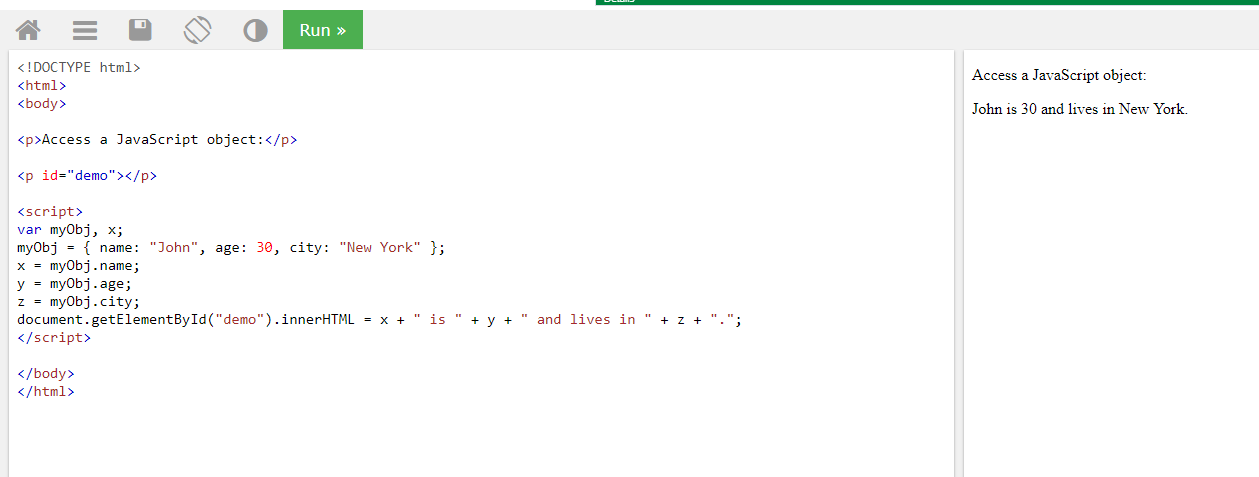 Details
Run »
<!DOCTYPE html>
<html>
<body>
<p>Access a JavaScript object:</p>
<p id="demo"></p>
<script>
var myObj, x;
myObj = { name: "John", age: 30, city: "New York" };
x = myObj.name;
y = myObj.age;
z = myObj.city;
document.getElementById("demo").innerHTML = x + " is " + y + " and lives in " + z + ".";
</script>
</body>
</html>
Access a JavaScript object:
John is 30 and lives in New York.